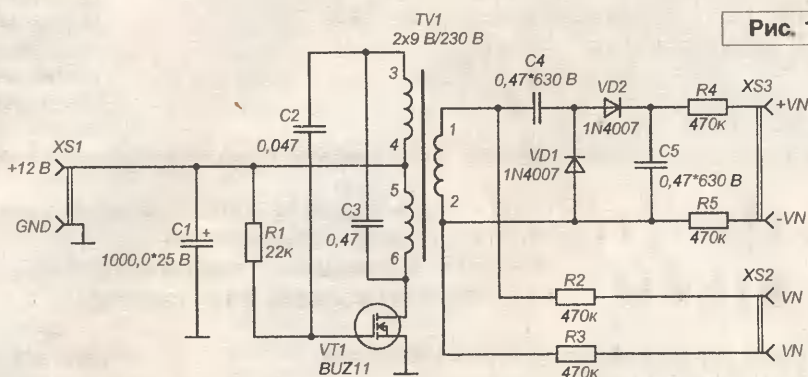 TV1
2х9 В/230 В
Рис. 1
C4
0,47*630 В
VD2
1N4007
R4
470к
XS3
+VN
3
C2
0,047
4
1
VD1
1N4007
C5
0,47*630 В
XS1
+12 В
5
C3
0,47
2
R5
470к
-VN
GND
C1
+
1000,0*25 В
R1
22к
6
R2
470к
XS2
VN
VT1
BUZ11
R3
470к
VN